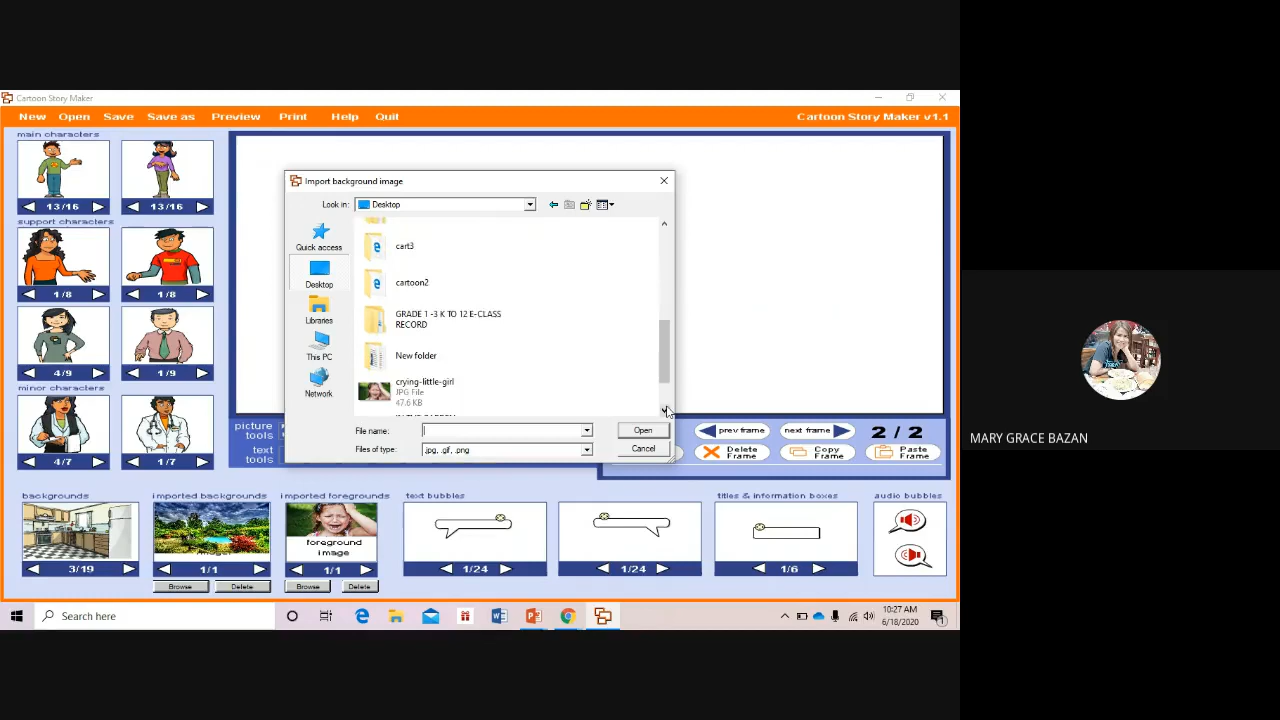 Cartoon Story Maker
New Open Save Save as Preview Print Help Quit Cartoon Story Maker v1.1
main characters
13/16 13/16
support characters
1/8 1/8
4/9 1/9
minor characters
4/7 1/7
Import background image
Look in: Desktop
Quick access
Desktop
Libraries
This PC
Network
cart3
cartoon2
GRADE 1 -3 K TO 12 E-CLASS
RECORD
New folder
crying-little-girl
JPG File
47.6 KB
File name: Open
Files of type: .jpg, .gif, .png Cancel
picture
tools
text
tools
prev frame next frame 2 / 2
Delete
Frame
Copy
Frame
Paste
Frame
backgrounds imported backgrounds imported foregrounds text bubbles titles & information boxes audio bubbles
foreground
image
3/19 1/1 1/1 1/24 1/24 1/6
Browse Delete Browse Delete
Search here
10:27 AM
6/18/2020
MARY GRACE BAZAN